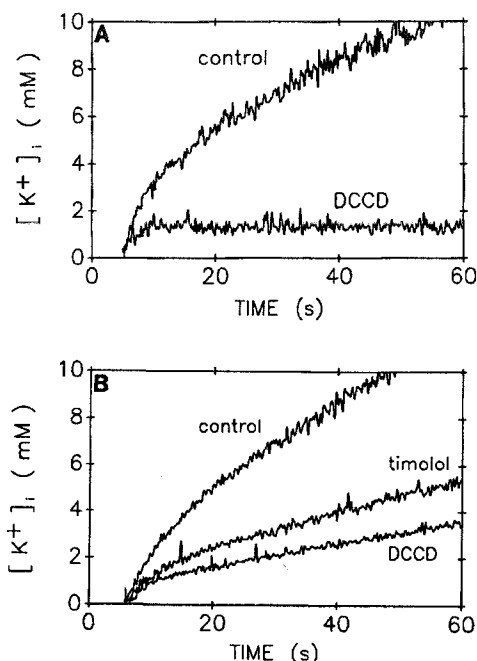 A
10
control
8
6
4
DCCD
2
0
0 20 40 60
TIME (s)
[ K+ ]i ( mM )
B
10
control
8
timolol
6
4
2
DCCD
0
0 20 40 60
TIME (s)
[ K+ ]i ( mM )